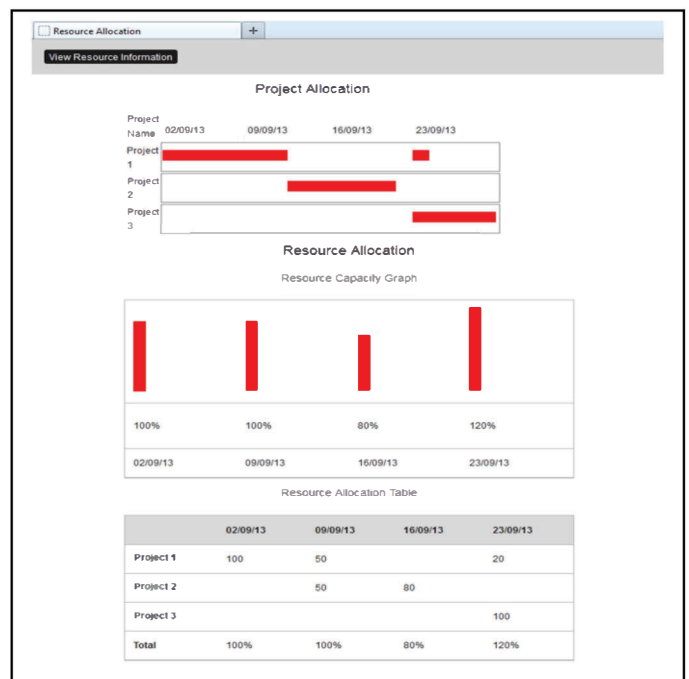 Resource Allocation +
View Resource Information
Project Allocation
Project
Name 02/09/13 09/09/13 16/09/13 23/09/13
Project
1
Project
2
Project
3
Resource Allocation
Resource Capacity Graph
100% 100% 80% 120%
02/09/13 09/09/13 16/09/13 23/09/13
Resource Allocation Table
02/09/13 09/09/13 16/09/13 23/09/13
Project 1 100 50 20
Project 2 50 80
Project 3 100
Total 100% 100% 80% 120%